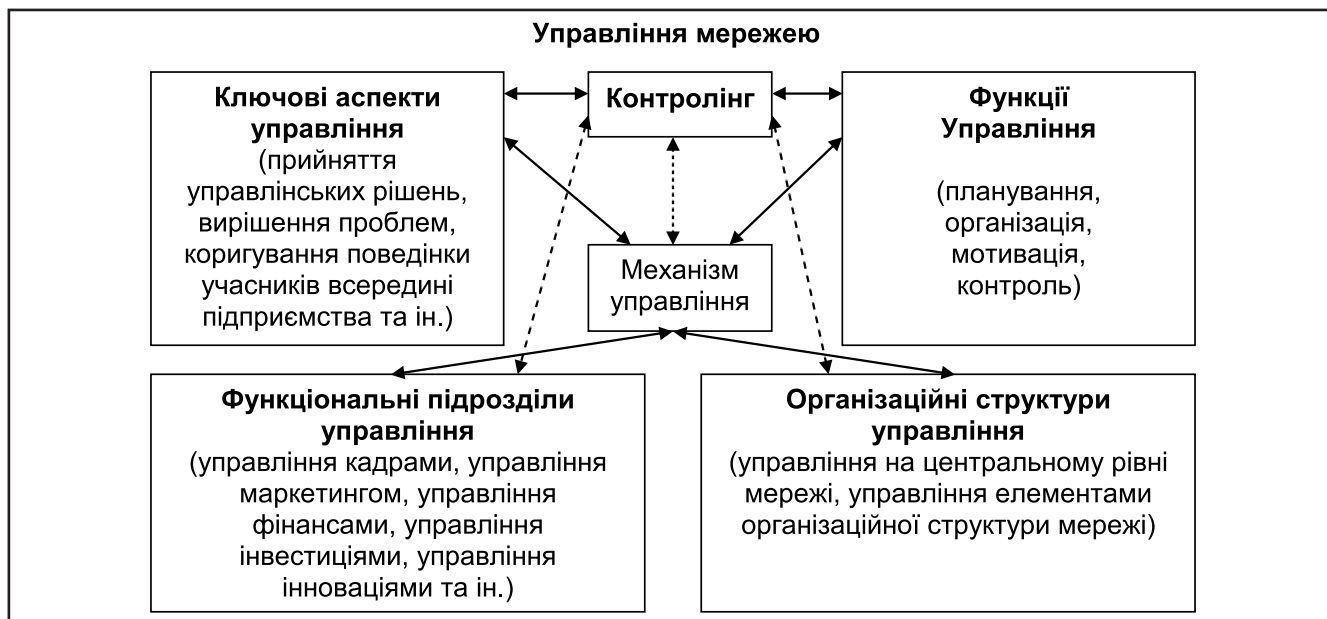 Управління мережею
Ключові аспекти
управління
(прийняття
управлінських рішень,
вирішення проблем,
коригування поведінки
учасників всередині
підприємства та ін.)
Контролінг
Функції
Управління
(планування,
організація,
мотивація,
контроль)
Механізм
управління
Функціональні підрозділи
управління
(управління кадрами, управління
маркетингом, управління
фінансами, управління
інвестиціями, управління
інноваціями та ін.)
Організаційні структури
управління
(управління на центральному рівні
мережі, управління елементами
організаційної структури мережі)